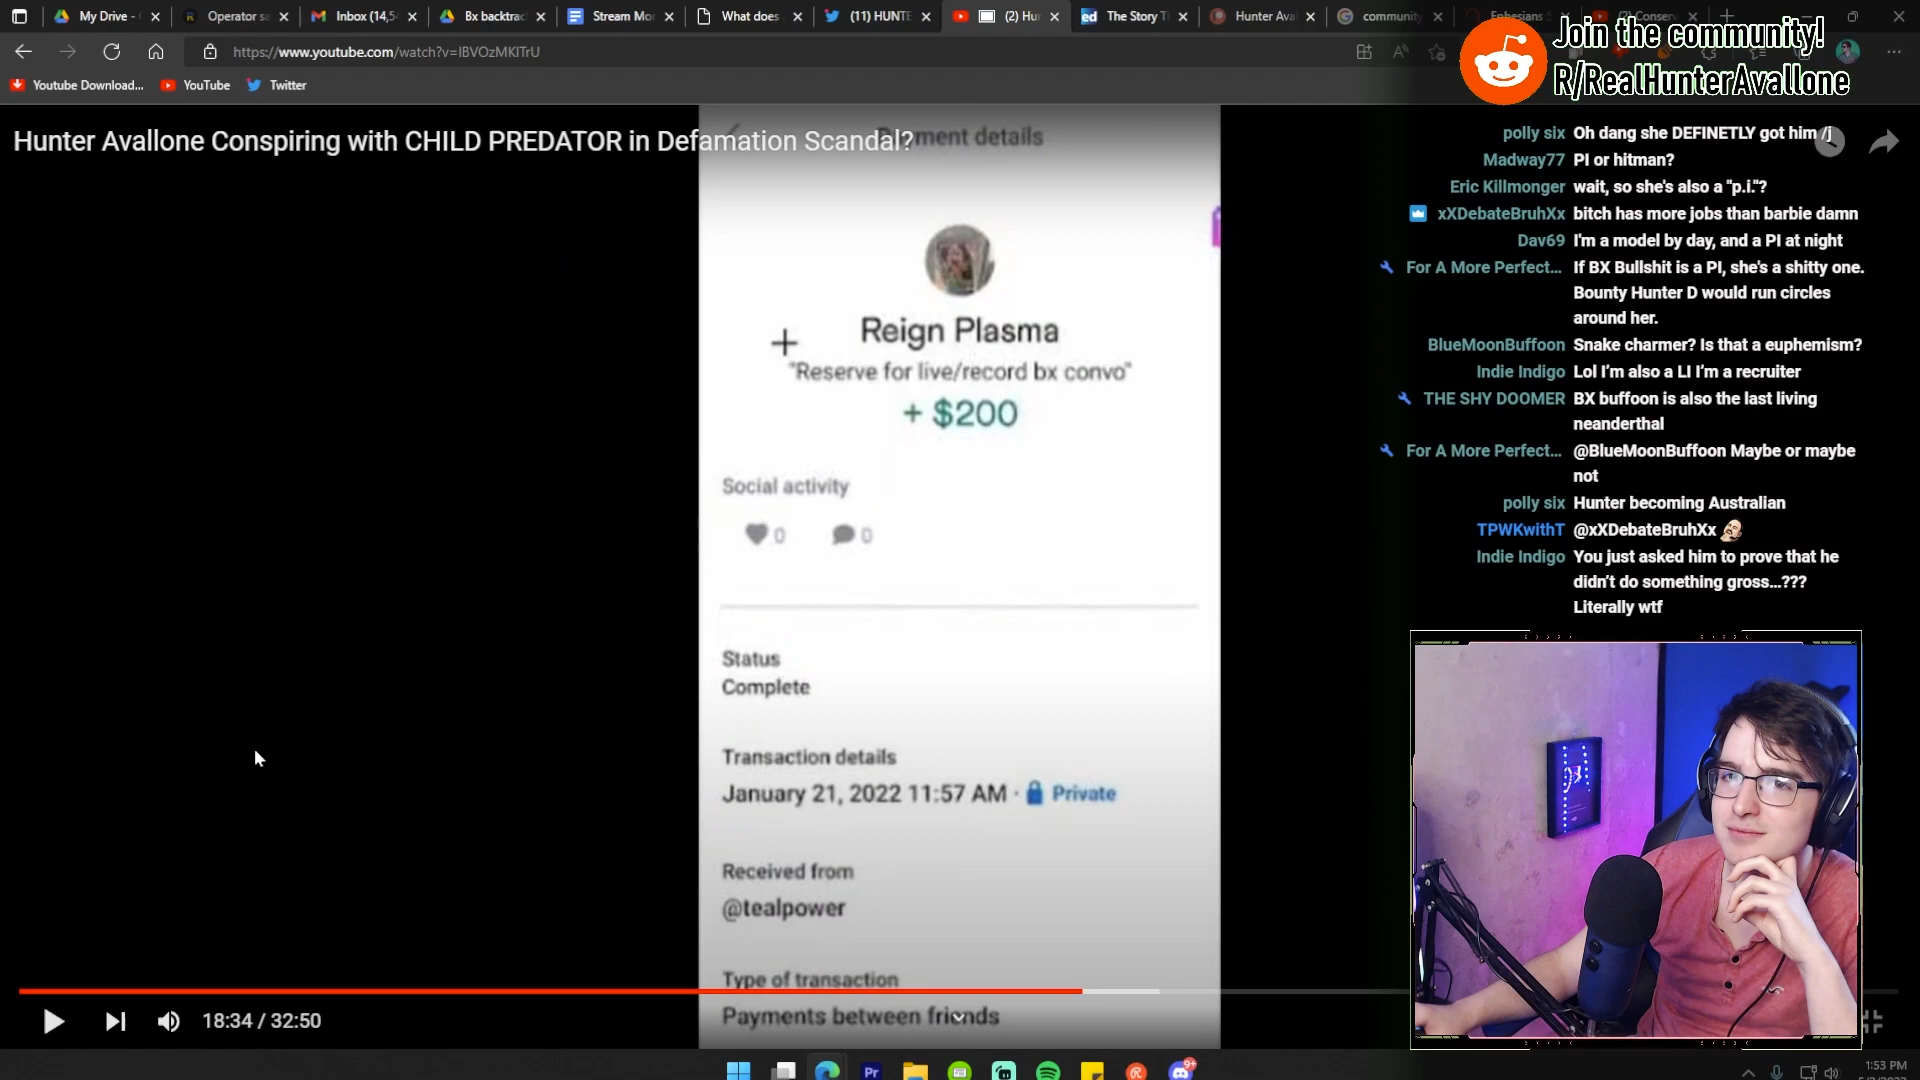 My Drive -
Operator sa
Inbox (14,5
Bx backtrac
Stream Mo
What does
(11) HUNTE
(2) Hu
The Story T
Hunter Ava
community
Ephesians 5
(2) Conserv
https://www.youtube.com/watch?v=IBVOzMKlTrU
Youtube Download...
YouTube
Twitter
Join the community!
R/RealHunterAvallone
Hunter Avallone Conspiring with CHILD PREDATOR in Defamation Scandal?
yment details
Reign Plasma
"Reserve for live/record bx convo"
+ $200
Social activity
0
0
Status
Complete
Transaction details
January 21, 2022 11:57 AM · Private
Received from
@tealpower
Type of transaction
Payments between friends
18:34 / 32:50
polly six Oh dang she DEFINETLY got him /j
Madway77 PI or hitman?
Eric Killmonger wait, so she's also a "p.i."?
xXDebateBruhXx bitch has more jobs than barbie damn
Dav69 I'm a model by day, and a PI at night
For A More Perfect... If BX Bullshit is a PI, she's a shitty one.
Bounty Hunter D would run circles
around her.
BlueMoonBuffoon Snake charmer? Is that a euphemism?
Indie Indigo Lol I'm also a LI I'm a recruiter
THE SHY DOOMER BX buffoon is also the last living
neanderthal
For A More Perfect... @BlueMoonBuffoon Maybe or maybe
not
polly six Hunter becoming Australian
TPWKwithT @xXDebateBruhXx
Indie Indigo You just asked him to prove that he
didn't do something gross...???
Literally wtf
1:53 PM